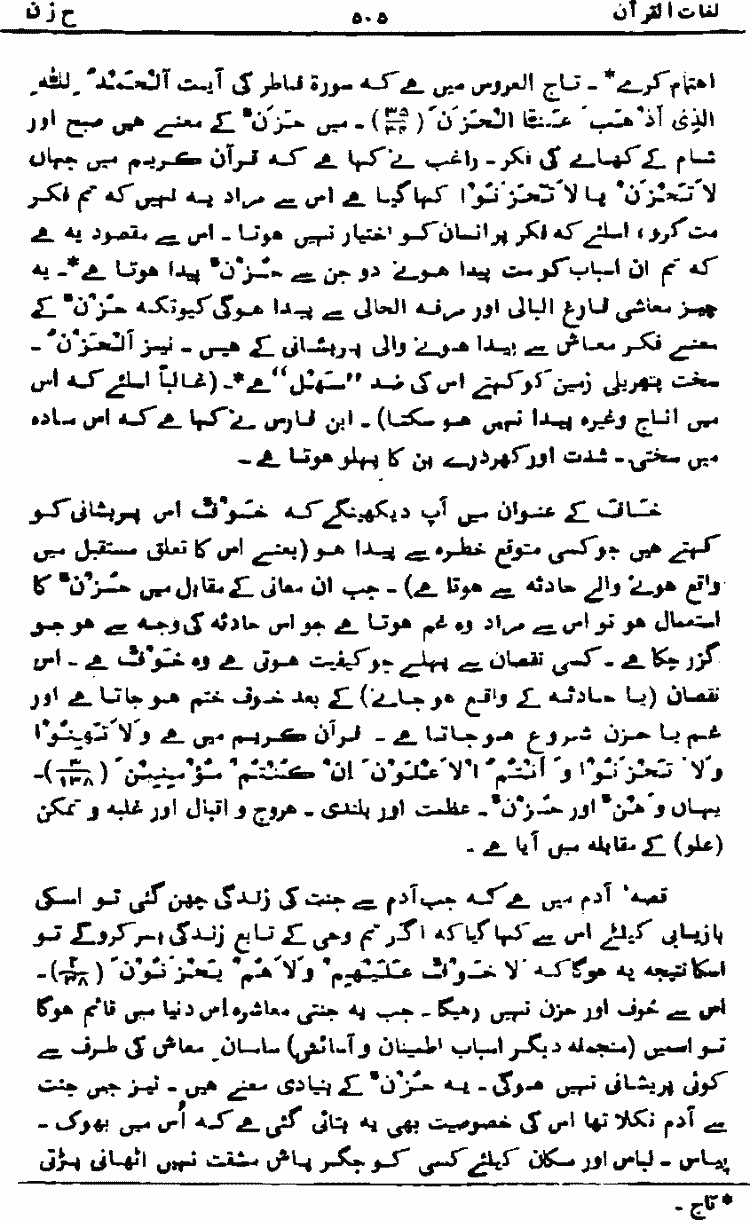 لغات القرآن ۵۰۵ ح ز ن
اہتمام کرے*۔ تاج العروس میں ہے کہ سورۃ فاطر کی آیت اَلْحَمْدُ لِلّٰہِ
الَّذِیْ اَذْھَبَ عَنَّا الْحَزَنَ (۳۵/۳۴)۔ میں حَزَنٌ کے معنے ہیں صبح اور
شام کے کھانے کی فکر۔ راغب نے کہا ہے کہ قرآن کریم میں جہاں
لَا تَحْزَنْ یا لَا تَحْزَنُوْا کہا گیا ہے اس سے مراد یہ نہیں کہ تم فکر
مت کرو، اسلئے کہ فکر پر انسان کو اختیار نہیں ہوتا۔ اس سے مقصود یہ ہے
کہ تم ان اسباب کو مت پیدا ہونے دو جن سے حُزْنٌ پیدا ہوتا ہے*۔ یہ
چیز معاشی فارغ البالی اور مرفہ الحالی سے پیدا ہوگی کیونکہ حُزْنٌ کے
معنے فکر معاش سے پیدا ہونے والی پریشانی کے ہیں۔ نیز اَلْحَزْنُ۔
سخت پتھریلی زمین کو کہتے اس کی ضد ”سَہْلٌ“ ہے*۔ (غالباً اسلئے کہ اس
میں اناج وغیرہ پیدا نہیں ہو سکتا)۔ ابن فارس نے کہا ہے کہ اس مادہ
میں سختی۔ شدت اور کھردرے پن کا پہلو ہوتا ہے۔
خَافَ کے عنوان میں آپ دیکھینگے کہ خَوْفٌ اس پریشانی کو
کہتے ہیں جو کسی متوقع خطرہ سے پیدا ہو (یعنے اس کا تعلق مستقبل میں
واقع ہونے والے حادثہ سے ہوتا ہے)۔ جب ان معانی کے مقابل میں حُزْنٌ کا
استعمال ہو تو اس سے مراد وہ غم ہوتا ہے جو اس حادثہ کی وجہ سے ہو جو
گزر چکا ہے۔ کسی نقصان سے پہلے جو کیفیت ہوتی ہے وہ خَوْفٌ ہے۔ اس
نقصان (یا حادثہ کے واقع ہو جانے) کے بعد خوف ختم ہو جاتا ہے اور
غم یا حزن شروع ہو جاتا ہے۔ قرآن کریم میں ہے وَلَا تَہِنُوْا
وَلَا تَحْزَنُوْا وَ اَنْتُمُ الْاَعْلَوْنَ اِنْ کُنْتُمْ مُؤْمِنِیْنَ (۳/۱۳۸)۔
یہاں وَھْنٌ اور حُزْنٌ۔ عظمت اور بلندی۔ عروج و اقبال اور غلبہ و تمکن
(علو) کے مقابلہ میں آیا ہے۔
قصہٴ آدم میں ہے کہ جب آدم سے جنت کی زندگی چھن گئی تو اسکی
بازیابی کیلئے اس سے کہا گیا کہ اگر تم وحی کے تابع زندگی بسر کروگے تو
اسکا نتیجہ یہ ہوگا کہ لَا خَوْفٌ عَلَیْہِمْ وَلَا ھُمْ یَحْزَنُوْنَ (۲/۳۸)۔
اس سے خوف اور حزن نہیں رھیگا۔ جب یہ جنتی معاشرہ اس دنیا میں قائم ہوگا
تو اسمیں (منجملہ دیگر اسباب اطمینان و آسائش) سامانِ معاش کی طرف سے
کوئی پریشانی نہیں ہوگی۔ یہ حُزْنٌ کے بنیادی معنے ہیں۔ نیز جس جنت
سے آدم نکلا تھا اس کی خصوصیت بھی یہ بتائی گئی ہے کہ اُس میں بھوک۔
پیاس۔ لباس اور مکان کیلئے کسی کو جگر پاش مشقت نہیں اٹھانی پڑتی
*تاج۔